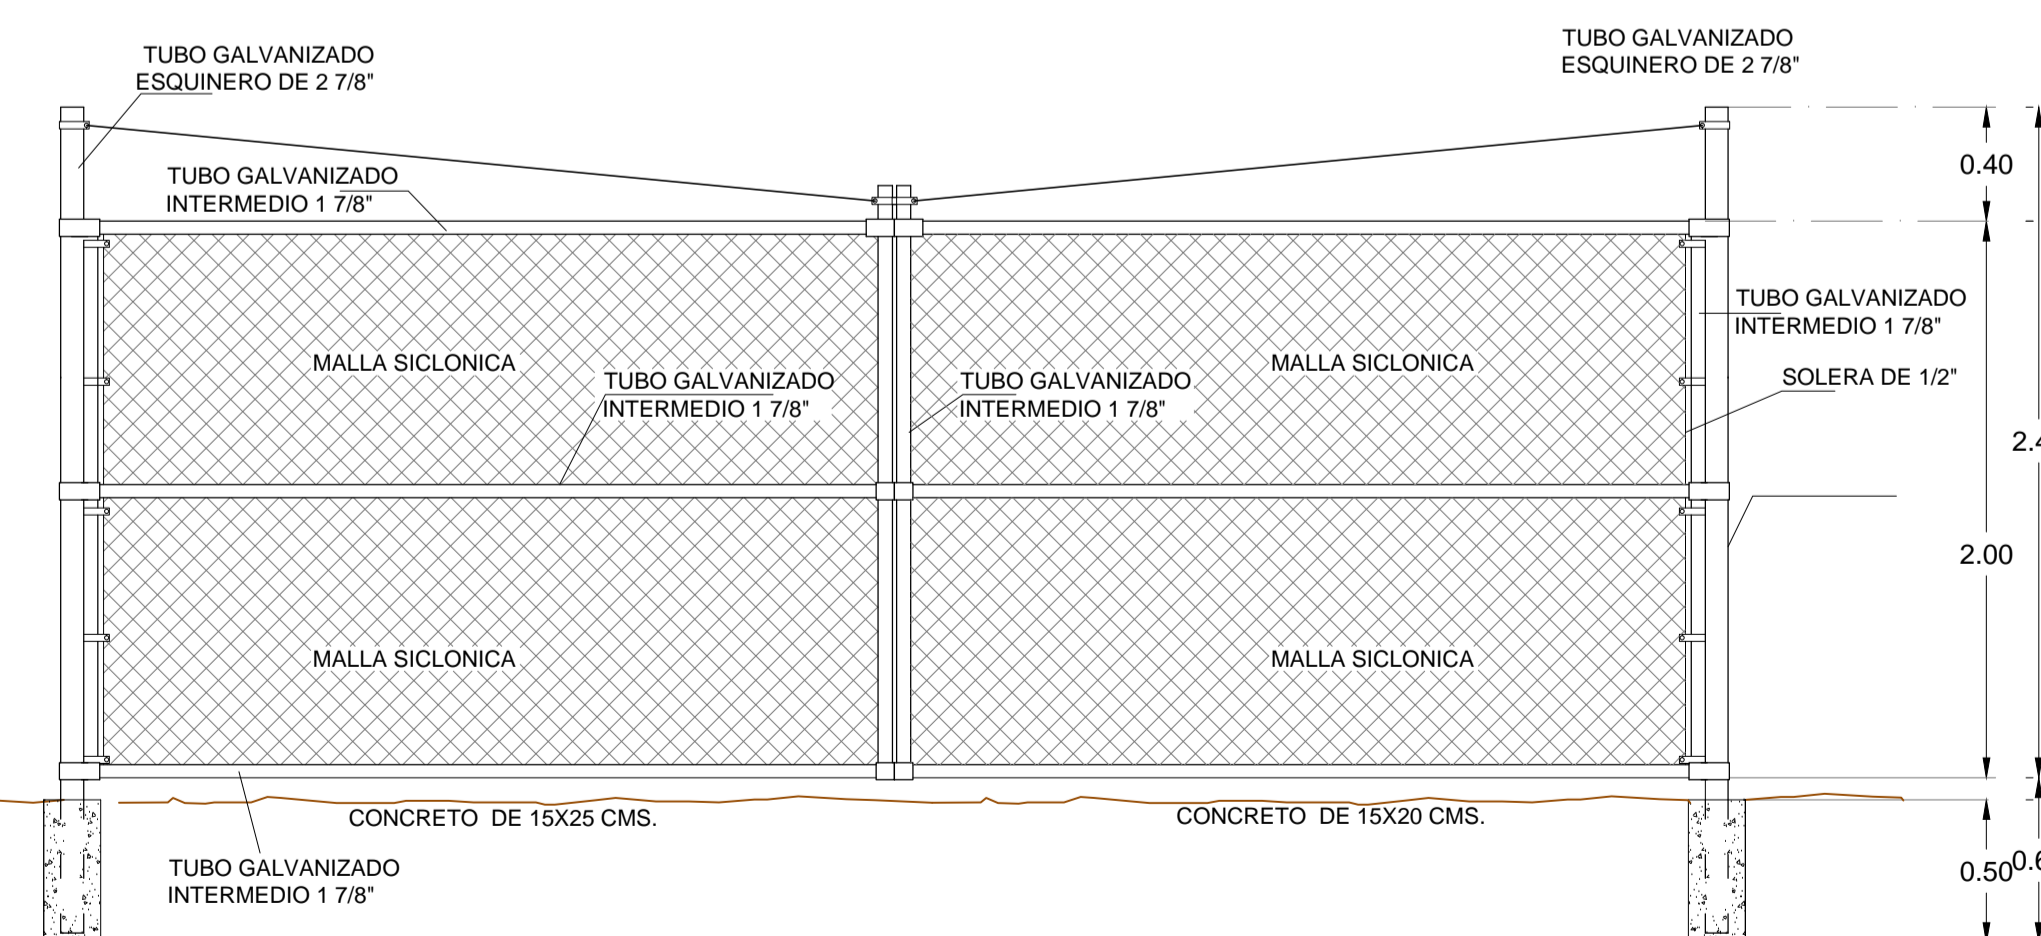 TUBO GALVANIZADO
ESQUINERO DE 2 7/8"
TUBO GALVANIZADO
ESQUINERO DE 2 7/8"
TUBO GALVANIZADO
INTERMEDIO 1 7/8"
0.40
TUBO GALVANIZADO
INTERMEDIO 1 7/8"
MALLA SICLONICA
MALLA SICLONICA
TUBO GALVANIZADO
INTERMEDIO 1 7/8"
TUBO GALVANIZADO
INTERMEDIO 1 7/8"
SOLERA DE 1/2"
2.00
MALLA SICLONICA
MALLA SICLONICA
CONCRETO DE 15X25 CMS.
CONCRETO DE 15X20 CMS.
TUBO GALVANIZADO
INTERMEDIO 1 7/8"
0.50